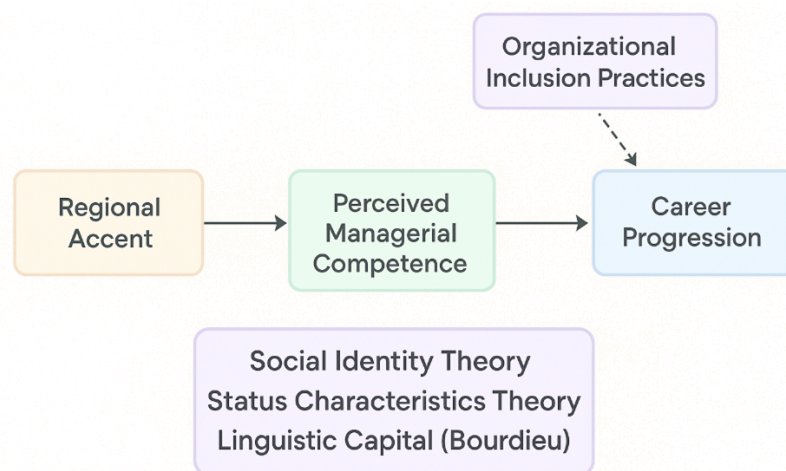 Organizational
Inclusion Practices
Regional
Accent
Perceived
Managerial
Competence
Career
Progression
Social Identity Theory
Status Characteristics Theory
Linguistic Capital (Bourdieu)